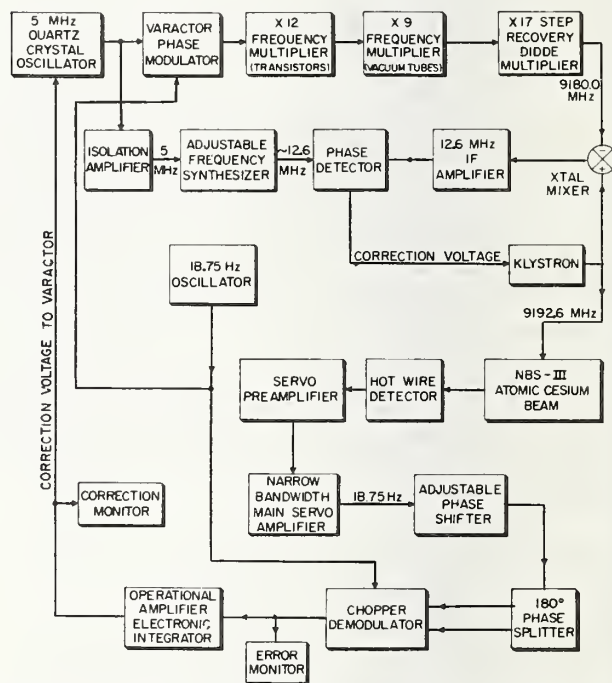 5 MHz
QUARTZ
CRYSTAL
OSCILLATOR
VARACTOR
PHASE
MODULATOR
X 12
FREQUENCY
MULTIPLIER
(TRANSISTORS)
X 9
FREQUENCY
MULTIPLIER
(VACUUM TUBES)
X17 STEP
RECOVERY
DIDDE
MULTIPLIER
9180.0
MHz
ISOLATION
AMPLIFIER
5
MHz
ADJUSTABLE
FREQUENCY
SYNTHESIZER
~12.6
MHz
PHASE
DETECTOR
12.6 MHz
IF
AMPLIFIER
−
+
XTAL
MIXER
CORRECTION VOLTAGE
KLYSTRON
18.75 Hz
OSCILLATOR
9192.6 MHz
CORRECTION VOLTAGE TO VARACTOR
SERVO
PREAMPLIFIER
HOT WIRE
DETECTOR
NBS-III
ATOMIC CESIUM
BEAM
CORRECTION
MONITOR
NARROW
BANDWIDTH
MAIN SERVO
AMPLIFIER
18.75 Hz
ADJUSTABLE
PHASE
SHIFTER
OPERATIONAL
AMPLIFIER
ELECTRONIC
INTEGRATOR
ERROR
MONITOR
CHOPPER
DEMODULATOR
180°
PHASE
SPLITTER